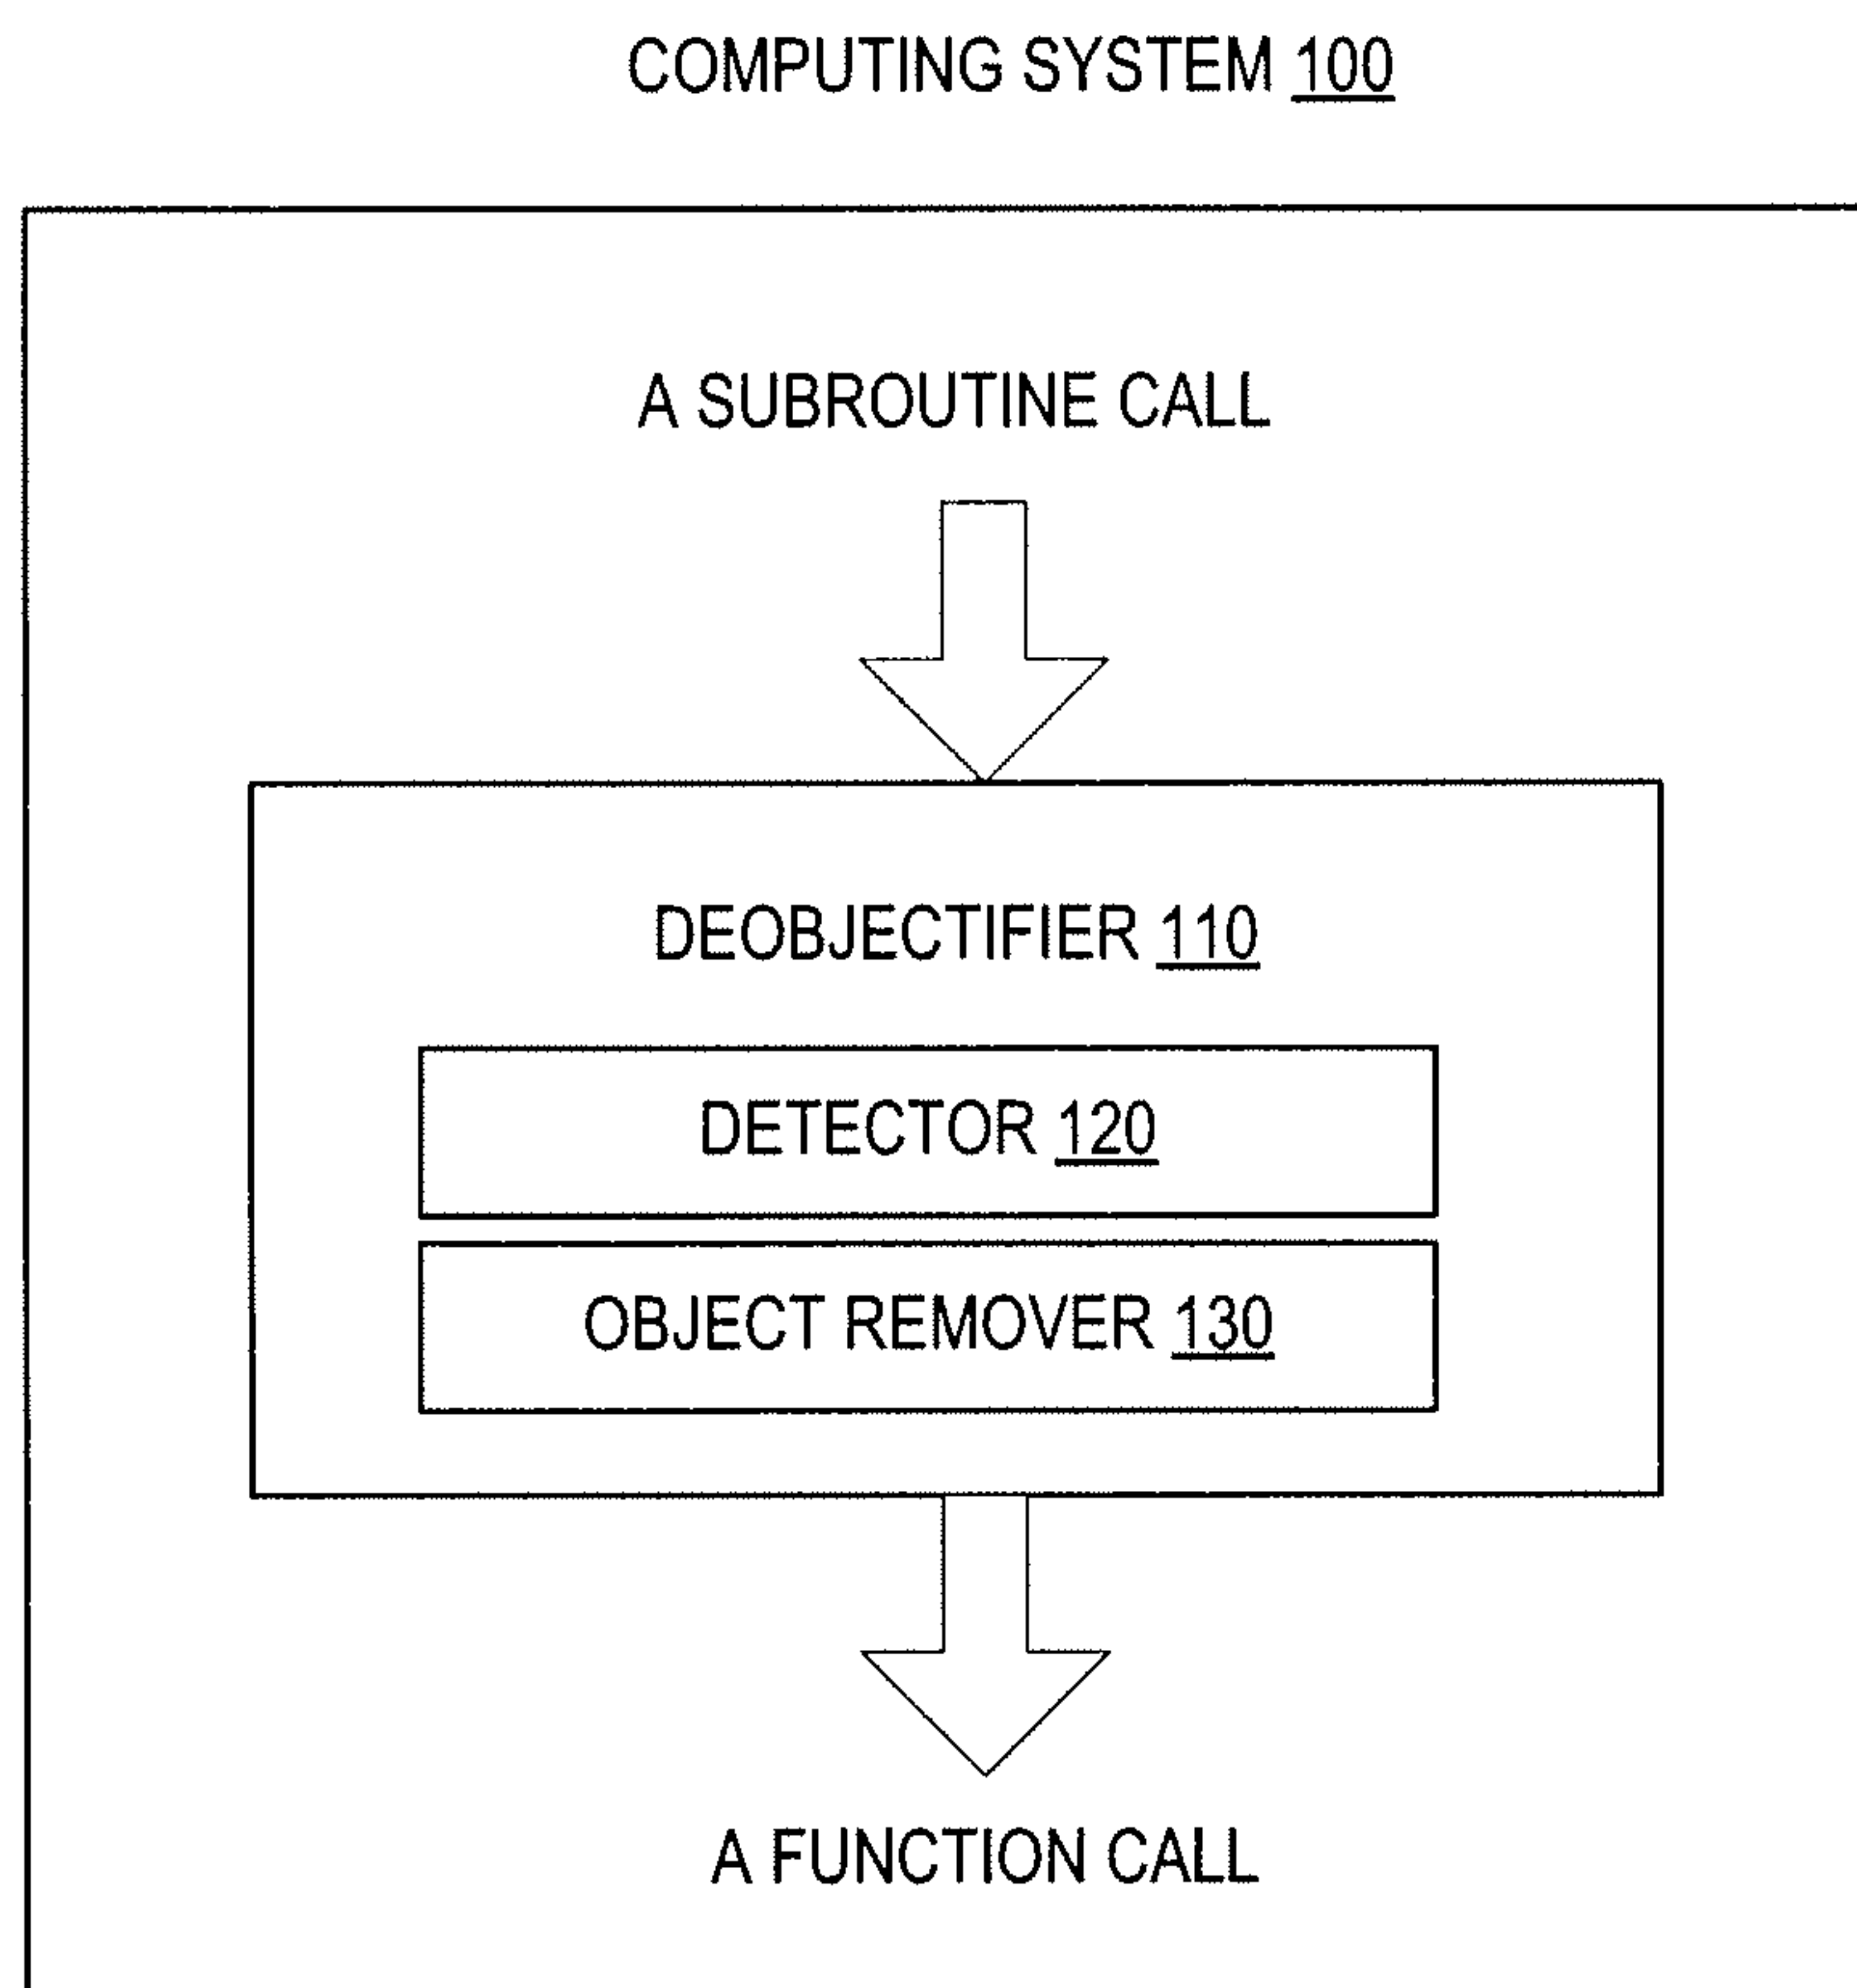 COMPUTING SYSTEM 100
A SUBROUTINE CALL
DEOBJECTIFIER 110
DETECTOR 120
OBJECT REMOVER 130
A FUNCTION CALL